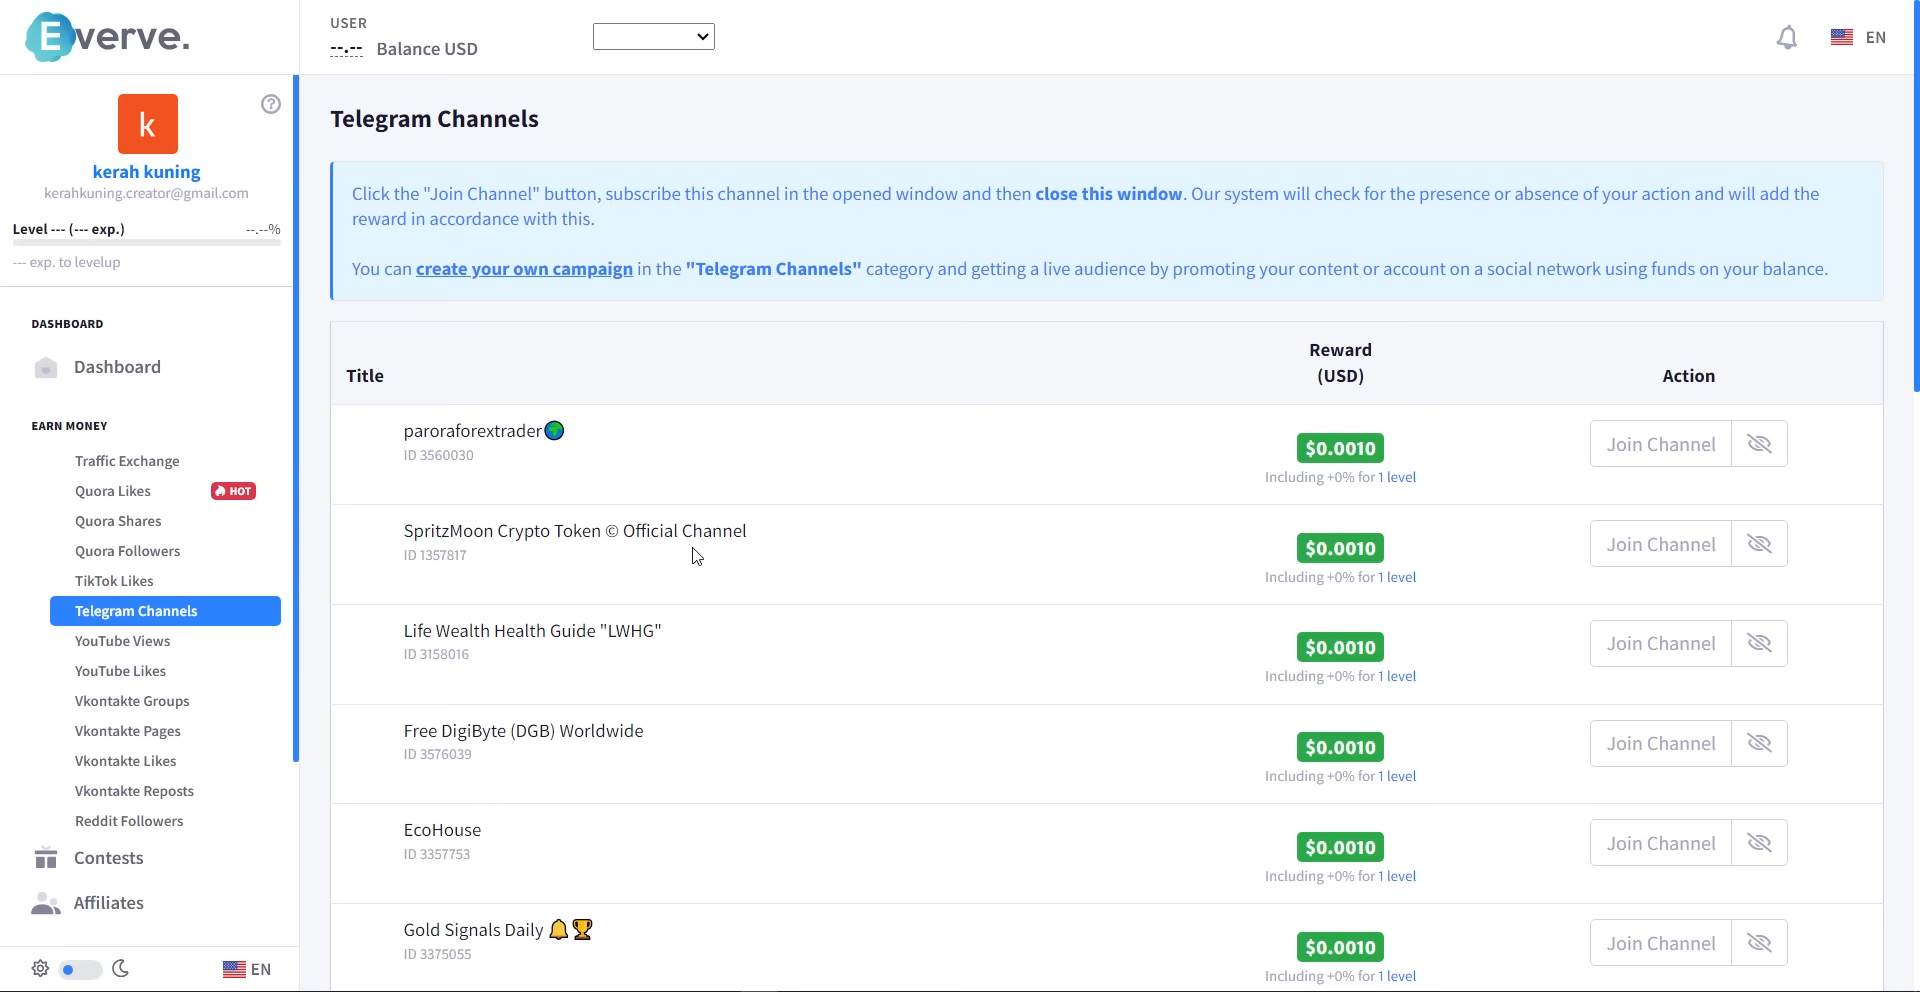 Everve.
USER
--.-- Balance USD
EN
k
kerah kuning
kerahkuning.creator@gmail.com
Level --- (--- exp.) --.--%
--- exp. to levelup
DASHBOARD
Dashboard
EARN MONEY
Traffic Exchange
Quora Likes HOT
Quora Shares
Quora Followers
TikTok Likes
Telegram Channels
YouTube Views
YouTube Likes
Vkontakte Groups
Vkontakte Pages
Vkontakte Likes
Vkontakte Reposts
Reddit Followers
Contests
Affiliates
EN
Telegram Channels
Click the "Join Channel" button, subscribe this channel in the opened window and then close this window. Our system will check for the presence or absence of your action and will add the
reward in accordance with this.
You can create your own campaign in the "Telegram Channels" category and getting a live audience by promoting your content or account on a social network using funds on your balance.
Title Reward (USD) Action
paroraforextrader🌍
ID 3560030
$0.0010
Including +0% for 1 level
Join Channel
SpritzMoon Crypto Token © Official Channel
ID 1357817
$0.0010
Including +0% for 1 level
Join Channel
Life Wealth Health Guide "LWHG"
ID 3158016
$0.0010
Including +0% for 1 level
Join Channel
Free DigiByte (DGB) Worldwide
ID 3576039
$0.0010
Including +0% for 1 level
Join Channel
EcoHouse
ID 3357753
$0.0010
Including +0% for 1 level
Join Channel
Gold Signals Daily 🔔🏆
ID 3375055
$0.0010
Including +0% for 1 level
Join Channel